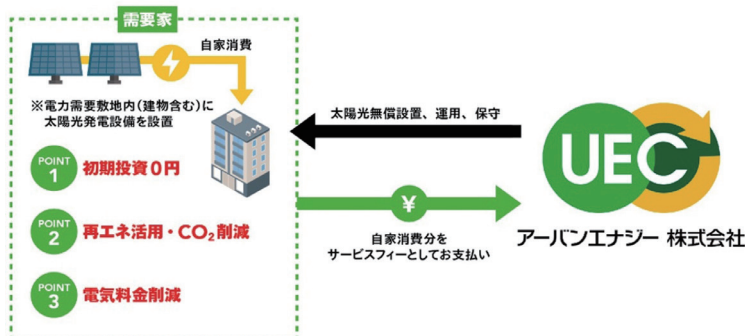 需要家
自家消費
※電力需要敷地内(建物含む)に
太陽光発電設備を設置
POINT
1
初期投資0円
POINT
2
再エネ活用・CO₂削減
POINT
3
電気料金削減
太陽光無償設置、運用、保守
¥
自家消費分を
サービスフィーとしてお支払い
UEC
アーバンエナジー 株式会社